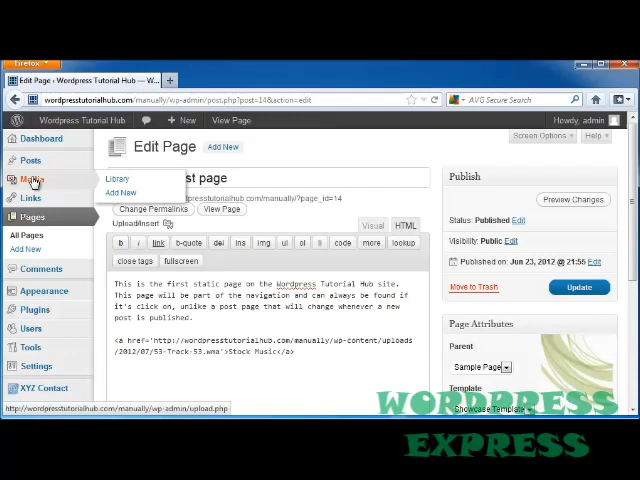 Firefox
Edit Page ‹ Wordpress Tutorial Hub — W...
wordpresstutorialhub.com/manually/wp-admin/post.php?post=14&action=edit
AVG Secure Search
Wordpress Tutorial Hub
+ New
View Page
Howdy, admin
Dashboard
Posts
Media
Links
Pages
All Pages
Add New
Comments
Appearance
Plugins
Users
Tools
Settings
XYZ Contact
Library
Add New
Edit Page
Add New
Screen Options
Help
st page
/manually/?page_id=14
Change Permalinks
View Page
Upload/Insert
Visual
HTML
b
i
link
b-quote
del
ins
img
ul
ol
li
code
more
lookup
close tags
fullscreen
This is the first static page on the Wordpress Tutorial Hub site.
This page will be part of the navigation and can always be found if
it's click on, unlike a post page that will change whenever a new
post is published.
<a href='http://wordpresstutorialhub.com/manually/wp-content/uploads
/2012/07/53-Track-53.wma'>Stock Music</a>
Publish
Preview Changes
Status: Published Edit
Visibility: Public Edit
Published on: Jun 23, 2012 @ 21:55 Edit
Move to Trash
Update
Page Attributes
Parent
Sample Page
Template
Showcase Template
http://wordpresstutorialhub.com/manually/wp-admin/upload.php
WORDPRESS
EXPRESS